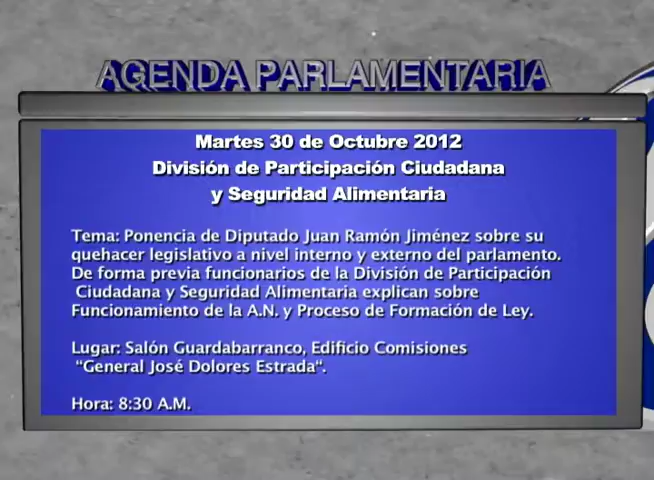 AGENDA PARLAMENTARIA
Martes 30 de Octubre 2012
División de Participación Ciudadana
y Seguridad Alimentaria
Tema: Ponencia de Diputado Juan Ramón Jiménez sobre su
quehacer legislativo a nivel interno y externo del parlamento.
De forma previa funcionarios de la División de Participación
Ciudadana y Seguridad Alimentaria explican sobre
Funcionamiento de la A.N. y Proceso de Formación de Ley.
Lugar: Salón Guardabarranco, Edificio Comisiones
"General José Dolores Estrada".
Hora: 8:30 A.M.